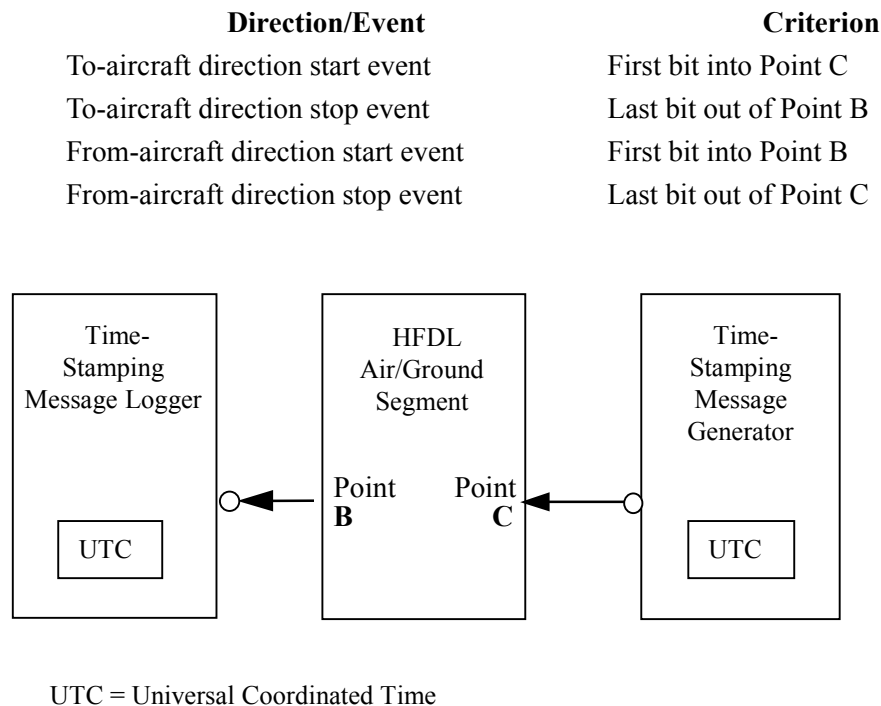 Direction/Event Criterion
To-aircraft direction start event First bit into Point C
To-aircraft direction stop event Last bit out of Point B
From-aircraft direction start event First bit into Point B
From-aircraft direction stop event Last bit out of Point C
Time-
Stamping
Message Logger
UTC
HFDL
Air/Ground
Segment
Point
B
Point
C
Time-
Stamping
Message
Generator
UTC
UTC = Universal Coordinated Time